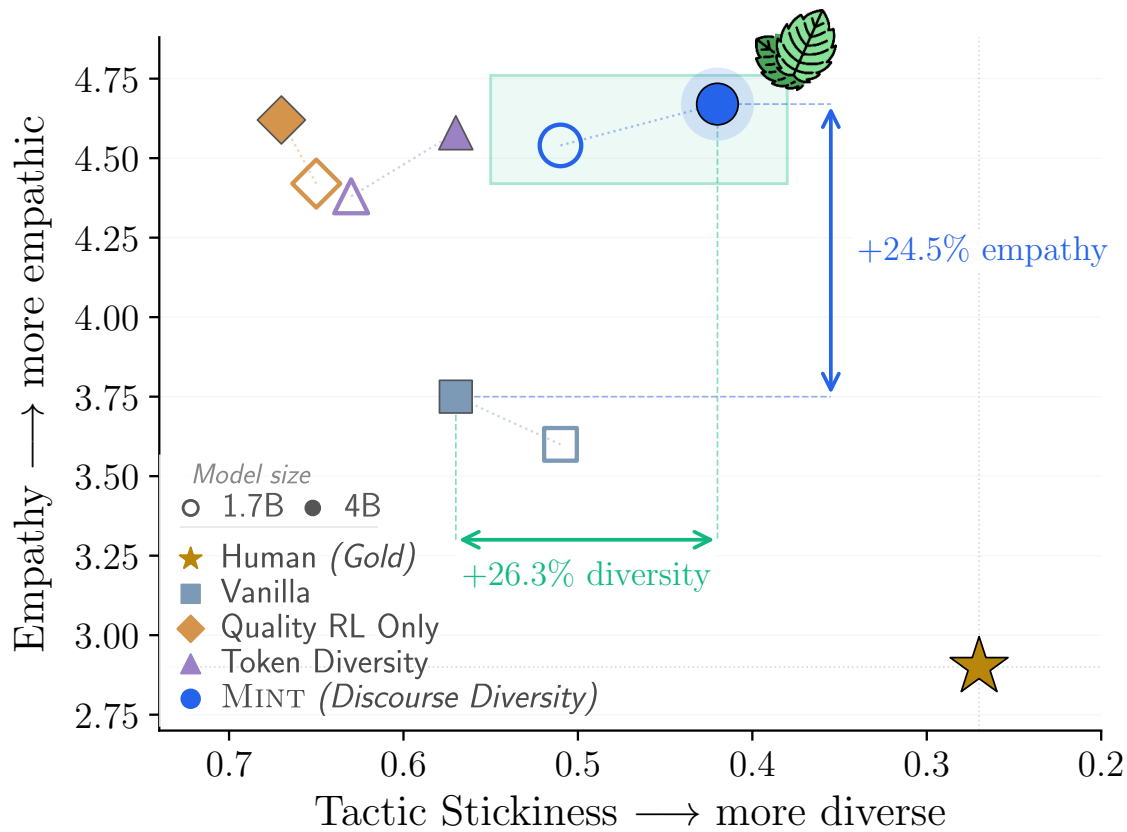 Empathy ⟶ more empathic
4.75
4.50
4.25
4.00
3.75
3.50
3.25
3.00
2.75
+24.5% empathy
+26.3% diversity
Model size
1.7B 4B
Human (Gold)
Vanilla
Quality RL Only
Token Diversity
MINT (Discourse Diversity)
0.7 0.6 0.5 0.4 0.3 0.2
Tactic Stickiness ⟶ more diverse